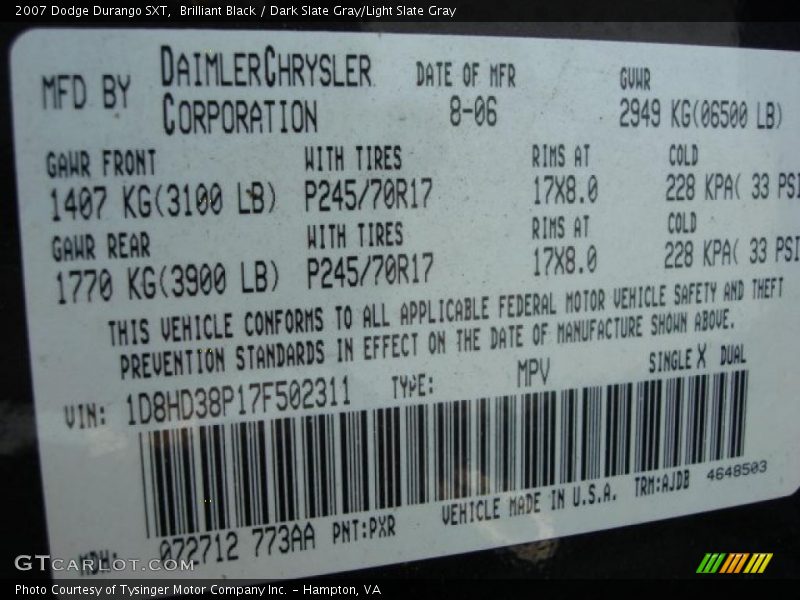 2007 Dodge Durango SXT, Brilliant Black / Dark Slate Gray/Light Slate Gray
MFD BY DAIMLERCHRYSLER CORPORATION DATE OF MFR 8-06 GVWR 2949 KG(06500 LB)
GAWR FRONT WITH TIRES RIMS AT COLD
1407 KG(3100 LB) P245/70R17 17X8.0 228 KPA( 33 PSI
GAWR REAR WITH TIRES RIMS AT COLD
1770 KG(3900 LB) P245/70R17 17X8.0 228 KPA( 33 PSI
THIS VEHICLE CONFORMS TO ALL APPLICABLE FEDERAL MOTOR VEHICLE SAFETY AND THEFT
PREVENTION STANDARDS IN EFFECT ON THE DATE OF MANUFACTURE SHOWN ABOVE.
VIN: 1D8HD38P17F502311 TYPE: MPV SINGLE X DUAL
MDH: 072712 773AA PNT:PXR VEHICLE MADE IN U.S.A. TRM:AJDB 4648503
GTCARLOT.COM
Photo Courtesy of Tysinger Motor Company Inc. - Hampton, VA